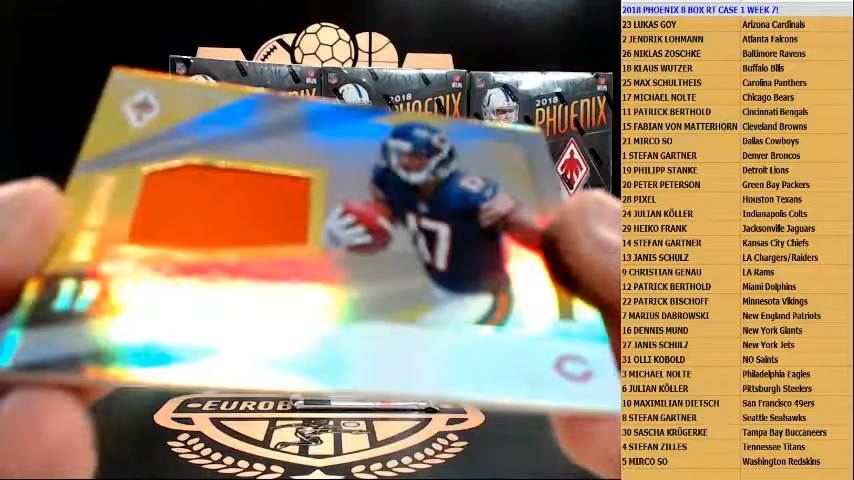 2018 PHOENIX 8 BOX RT CASE 1 WEEK 7!
23 LUKAS GOY Arizona Cardinals
2 JENDRIK LOHMANN Atlanta Falcons
26 NIKLAS ZOSCHKE Baltimore Ravens
18 KLAUS WUTZER Buffalo Bills
25 MAX SCHULTHEIS Carolina Panthers
17 MICHAEL NOLTE Chicago Bears
11 PATRICK BERTHOLD Cincinnati Bengals
15 FABIAN VON MATTERHORN Cleveland Browns
21 MIRCO SO Dallas Cowboys
1 STEFAN GARTNER Denver Broncos
19 PHILIPP STANKE Detroit Lions
20 PETER PETERSON Green Bay Packers
28 PIXEL Houston Texans
24 JULIAN KÖLLER Indianapolis Colts
29 HEIKO FRANK Jacksonville Jaguars
14 STEFAN GARTNER Kansas City Chiefs
13 JANIS SCHULZ LA Chargers/Raiders
9 CHRISTIAN GENAU LA Rams
12 PATRICK BERTHOLD Miami Dolphins
22 PATRICK BISCHOFF Minnesota Vikings
7 MARIUS DABROWSKI New England Patriots
16 DENNIS MUND New York Giants
27 JANIS SCHULZ New York Jets
31 OLLI KOBOLD NO Saints
3 MICHAEL NOLTE Philadelphia Eagles
6 JULIAN KÖLLER Pittsburgh Steelers
10 MAXIMILIAN DIETSCH San Francisco 49ers
8 STEFAN GARTNER Seattle Seahawks
30 SASCHA KRÜGERKE Tampa Bay Buccaneers
4 STEFAN ZILLES Tennessee Titans
5 MIRCO SO Washington Redskins
2018
2018
PHOENIX
PHOENIX
17
C
EUROB